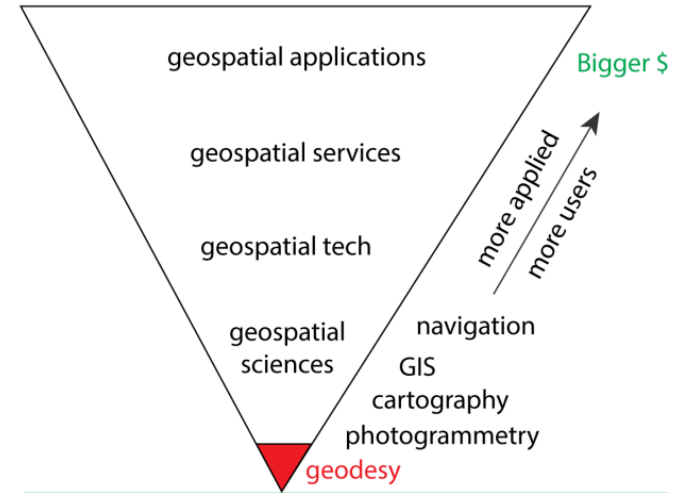 geospatial applications
Bigger $
geospatial services
more applied
more users
geospatial tech
geospatial
sciences
navigation
GIS
cartography
photogrammetry
geodesy